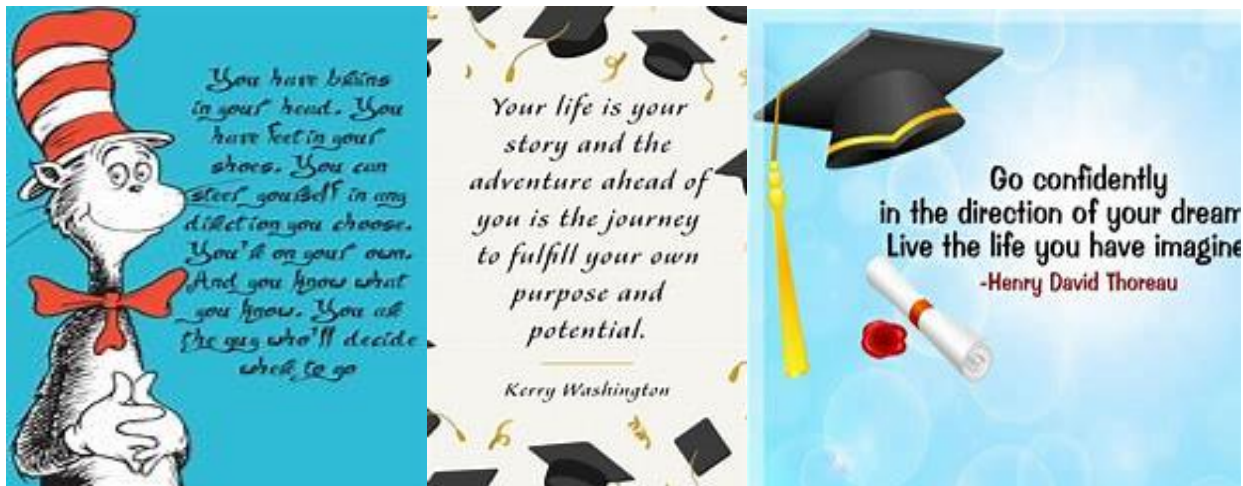 You have brains
in your head. You
have feet in your
shoes. You can
steer yourself in any
direction you choose.
You're on your own.
And you know what
you know. You are
the guy who'll decide
where to go
Your life is your
story and the
adventure ahead of
you is the journey
to fulfill your own
purpose and
potential.
Kerry Washington
Go confidently
in the direction of your dream
Live the life you have imagine
-Henry David Thoreau